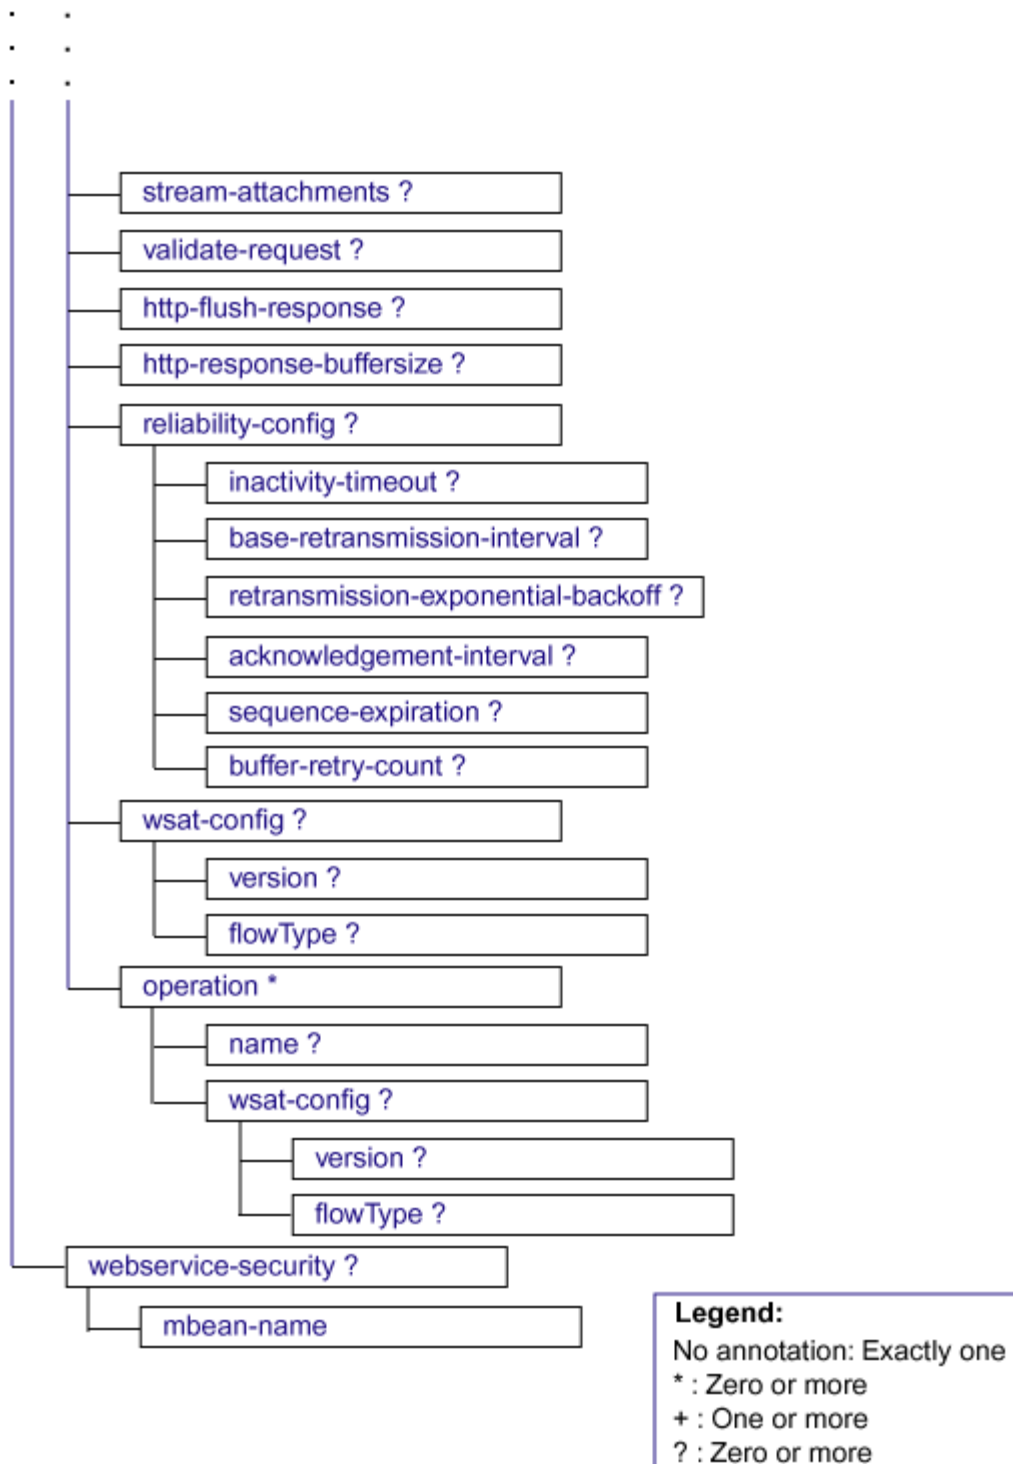 stream-attachments ?
validate-request ?
http-flush-response ?
http-response-buffersize ?
reliability-config ?
inactivity-timeout ?
base-retransmission-interval ?
retransmission-exponential-backoff ?
acknowledgement-interval ?
sequence-expiration ?
buffer-retry-count ?
wsat-config ?
version ?
flowType ?
operation *
name ?
wsat-config ?
version ?
flowType ?
webservice-security ?
mbean-name
Legend:
No annotation: Exactly one
* : Zero or more
+ : One or more
? : Zero or more